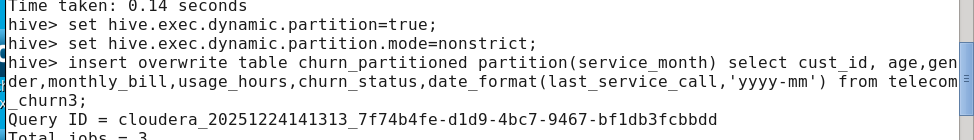 Time taken: 0.14 seconds
hive> set hive.exec.dynamic.partition=true;
hive> set hive.exec.dynamic.partition.mode=nonstrict;
hive> insert overwrite table churn_partitioned partition(service_month) select cust_id, age,gen
der,monthly_bill,usage_hours,churn_status,date_format(last_service_call,'yyyy-mm') from telecom
_churn3;
Query ID = cloudera_20251224141313_7f74b4fe-d1d9-4bc7-9467-bf1db3fcbbdd
Total jobs = 3